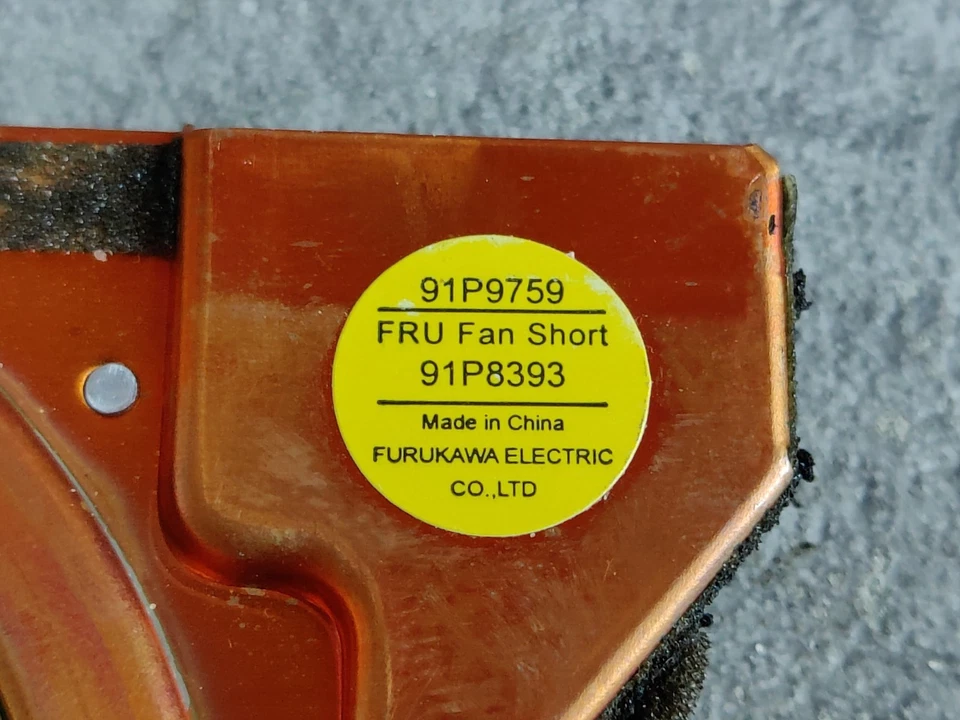 91P9759
FRU Fan Short
91P8393
Made in China
FURUKAWA ELECTRIC
CO.,LTD